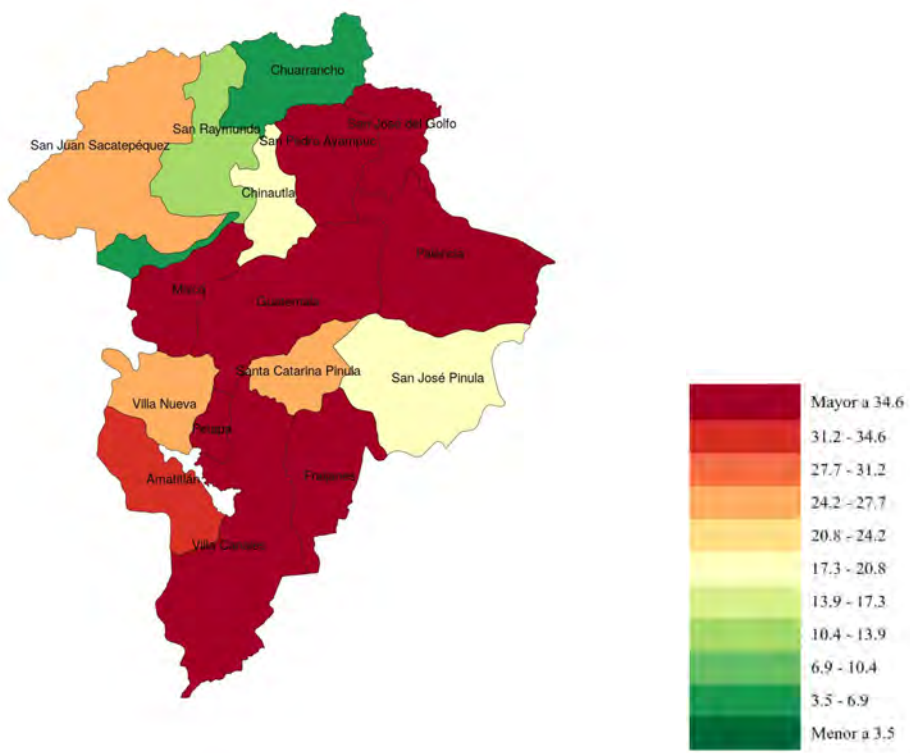 Chuarrancho
San José del Golfo
San Raymundo
San Pedro Ayampuc
San Juan Sacatepéquez
Chinautla
Palencia
Mixco
Guatemala
Santa Catarina Pinula
San José Pinula
Villa Nueva
Petapa
Amatitlán
Fraijanes
Villa Canales
Mayor a 34.6
31.2 - 34.6
27.7 - 31.2
24.2 - 27.7
20.8 - 24.2
17.3 - 20.8
13.9 - 17.3
10.4 - 13.9
6.9 - 10.4
3.5 - 6.9
Menor a 3.5